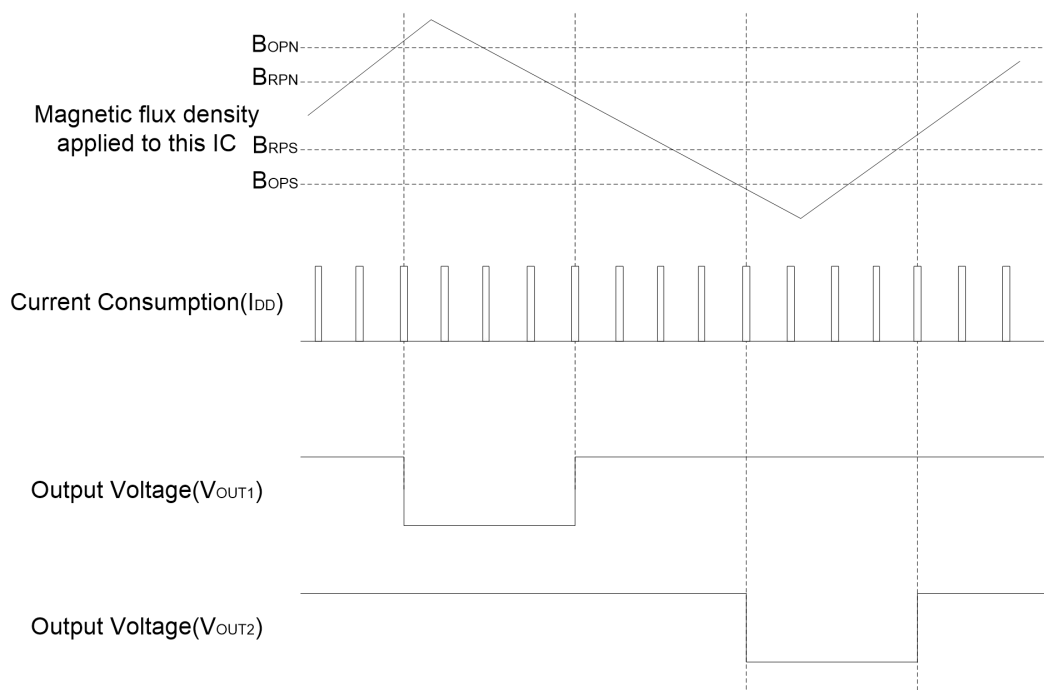 BOPN
BRPN
Magnetic flux density
applied to this IC
BRPS
BOPS
Current Consumption(IDD)
Output Voltage(VOUT1)
Output Voltage(VOUT2)